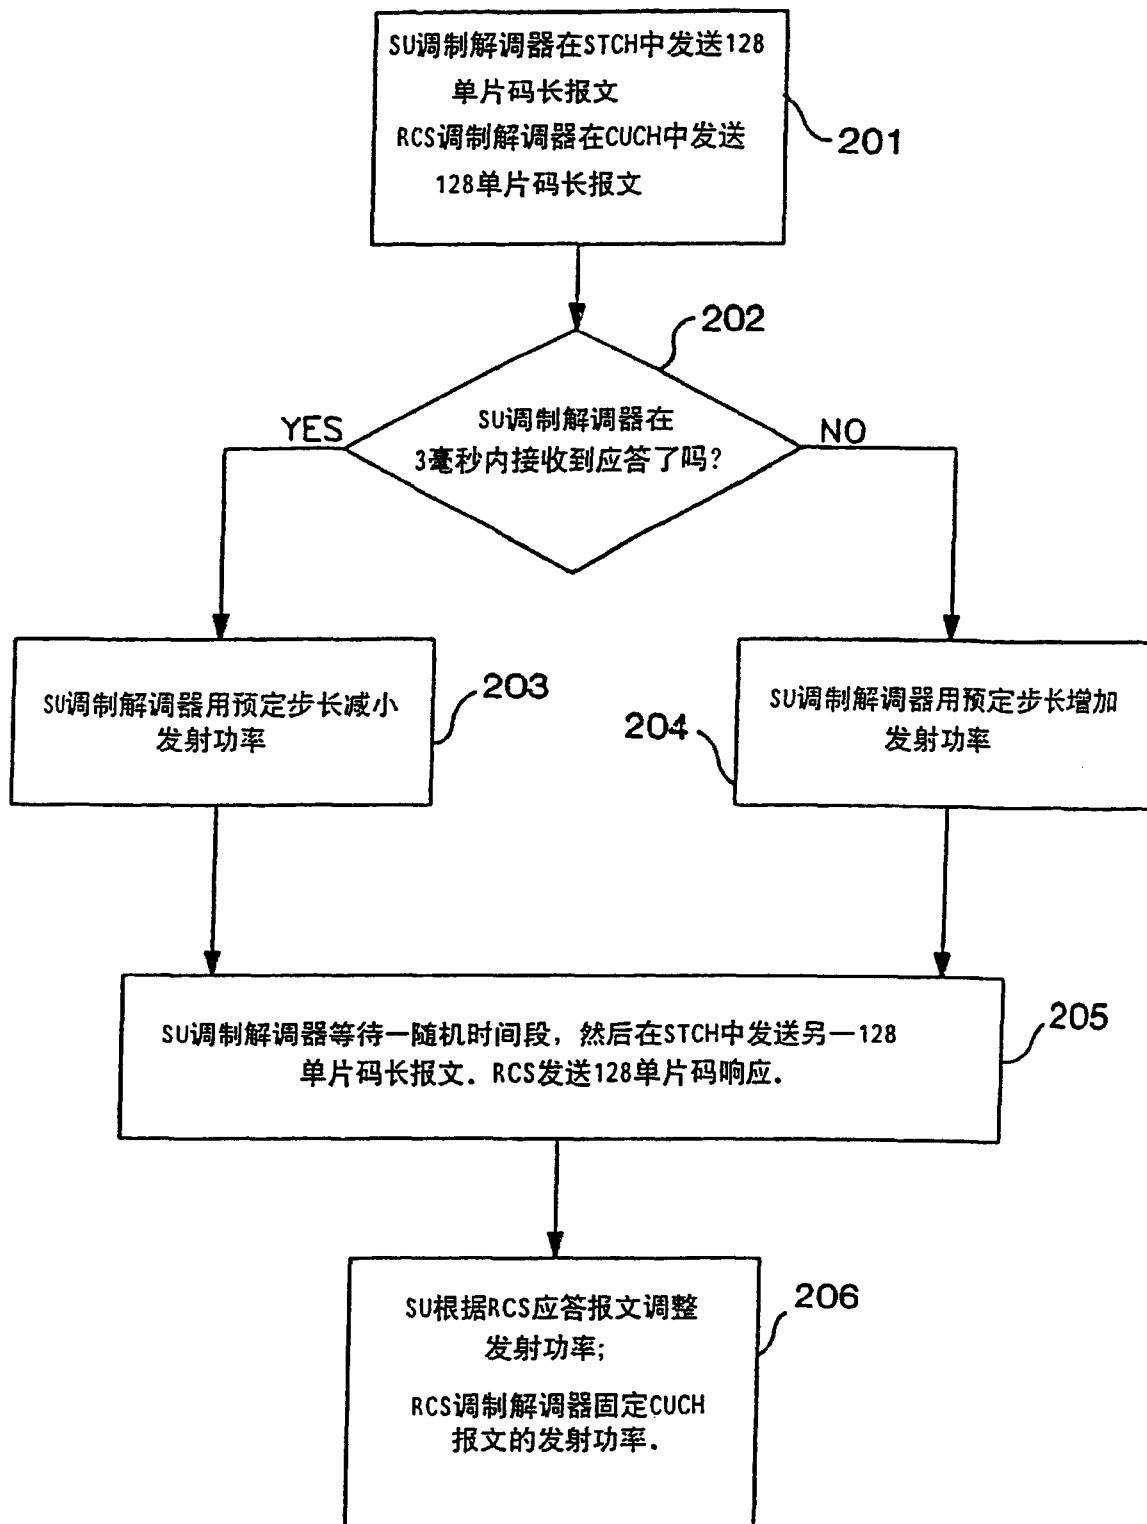 SU调制解调器在STCH中发送128
单片码长报文
RCS调制解调器在CUCH中发送
128单片码长报文
201
202
SU调制解调器在
3毫秒内接收到应答了吗?
YES
NO
SU调制解调器用预定步长减小
发射功率
203
SU调制解调器用预定步长增加
发射功率
204
SU调制解调器等待一随机时间段，然后在STCH中发送另一128
单片码长报文．RCS发送128单片码响应．
205
SU根据RCS应答报文调整
发射功率;
RCS调制解调器固定CUCH
报文的发射功率．
206